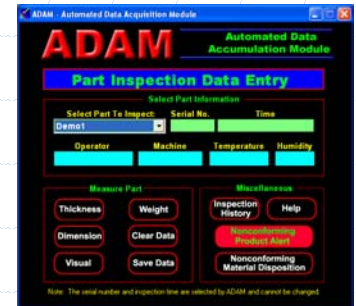 ADAM - Automated Data Acquisition Module
ADAM
Automated Data
Accumulation Module
Part Inspection Data Entry
Select Part Information
Select Part To Inspect: Serial No. Time
Demo1
Operator Machine Temperature Humidity
Measure Part
Thickness Weight
Dimension Clear Data
Visual Save Data
Miscellaneous
Inspection
History
Help
Nonconforming
Product Alert
Nonconforming
Material Disposition
Note: The serial number and inspection time are selected by ADAM and cannot be changed.